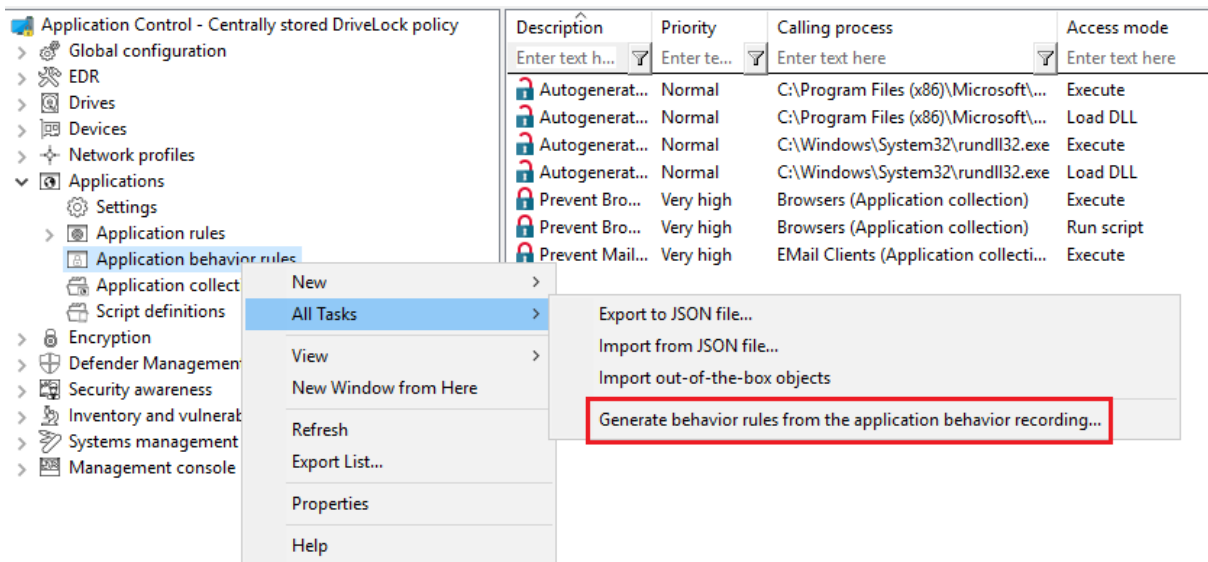 Application Control - Centrally stored DriveLock policy
Global configuration
EDR
Drives
Devices
Network profiles
Applications
Settings
Application rules
Application behavior rules
Application collect
Script definitions
Encryption
Defender Management
Security awareness
Inventory and vulnerab
Systems management
Management console
Description Priority Calling process Access mode
Enter text h... Enter te... Enter text here Enter text here
Autogenerat... Normal C:\Program Files (x86)\Microsoft\... Execute
Autogenerat... Normal C:\Program Files (x86)\Microsoft\... Load DLL
Autogenerat... Normal C:\Windows\System32\rundll32.exe Execute
Autogenerat... Normal C:\Windows\System32\rundll32.exe Load DLL
Prevent Bro... Very high Browsers (Application collection) Execute
Prevent Bro... Very high Browsers (Application collection) Run script
Prevent Mail... Very high EMail Clients (Application collecti... Execute
New
All Tasks
View
New Window from Here
Refresh
Export List...
Properties
Help
Export to JSON file...
Import from JSON file...
Import out-of-the-box objects
Generate behavior rules from the application behavior recording...